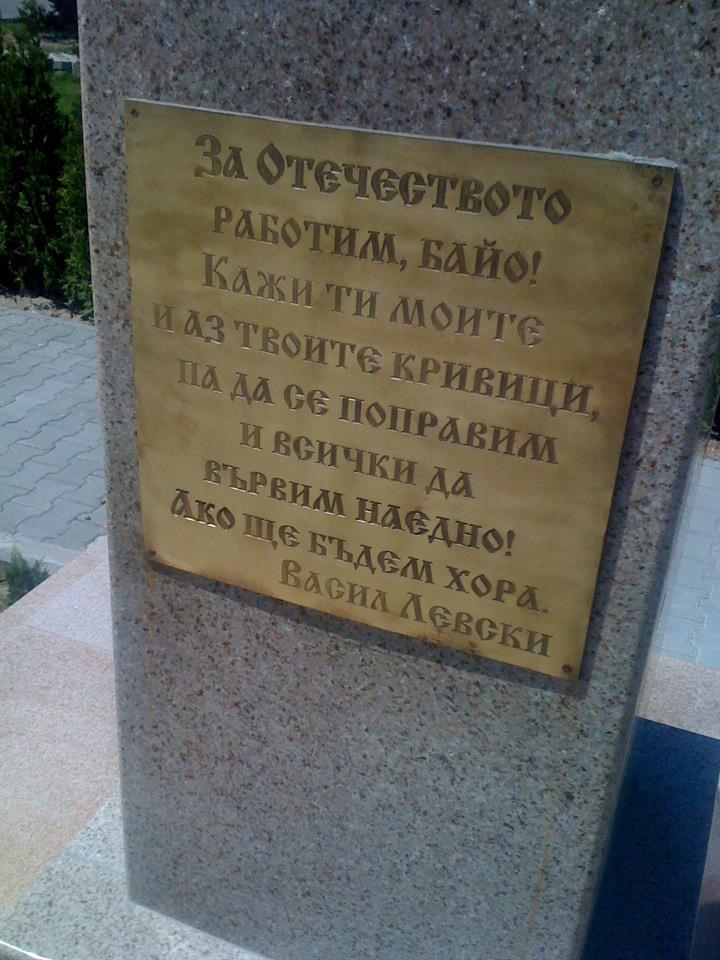 За Отечеството
работим, байо!
Кажи ти моите
и аз твоите кривици,
па да се поправим
и всички да
вървим наедно!
Ако ще бъдем хора.
Васил Левски